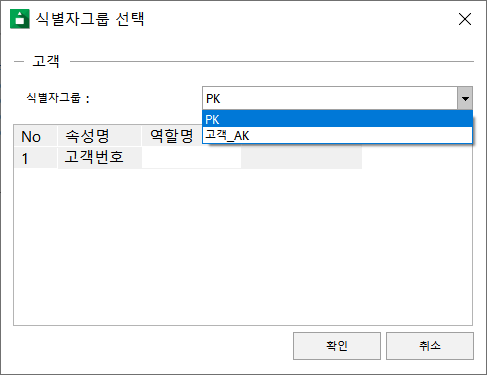 식별자그룹 선택
고객
식별자그룹 :
PK
PK
고객_AK
No 속성명 역할명
1 고객번호
확인 취소